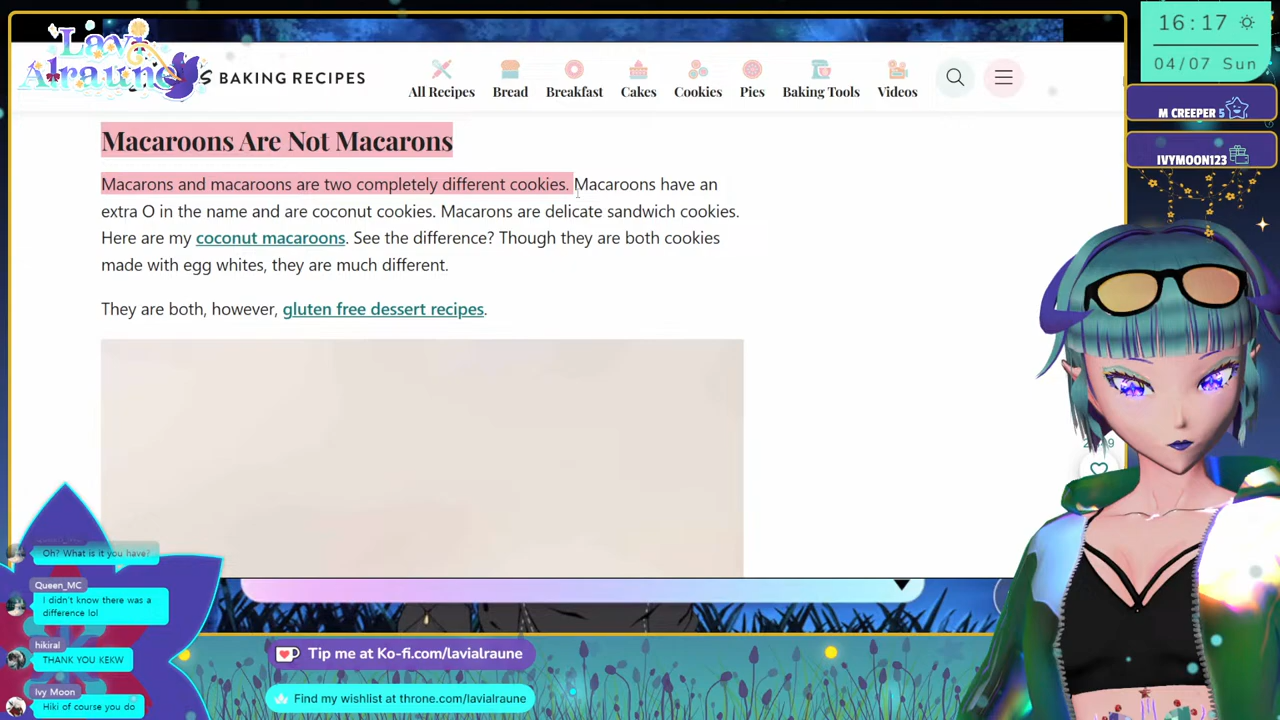 Lavi
Alraune
S BAKING RECIPES
All Recipes
Bread
Breakfast
Cakes
Cookies
Pies
Baking Tools
Videos
16:17
04/07 Sun
M CREEPER 5
IVYMOON123
Macaroons Are Not Macarons
Macarons and macaroons are two completely different cookies. Macaroons have an
extra O in the name and are coconut cookies. Macarons are delicate sandwich cookies.
Here are my coconut macaroons. See the difference? Though they are both cookies
made with egg whites, they are much different.
They are both, however, gluten free dessert recipes.
Oh? What is it you have?
Queen_MC
I didn't know there was a
difference lol
hikiral
THANK YOU KEKW
Ivy Moon
Hiki of course you do
Tip me at Ko-fi.com/lavialraune
Find my wishlist at throne.com/lavialraune